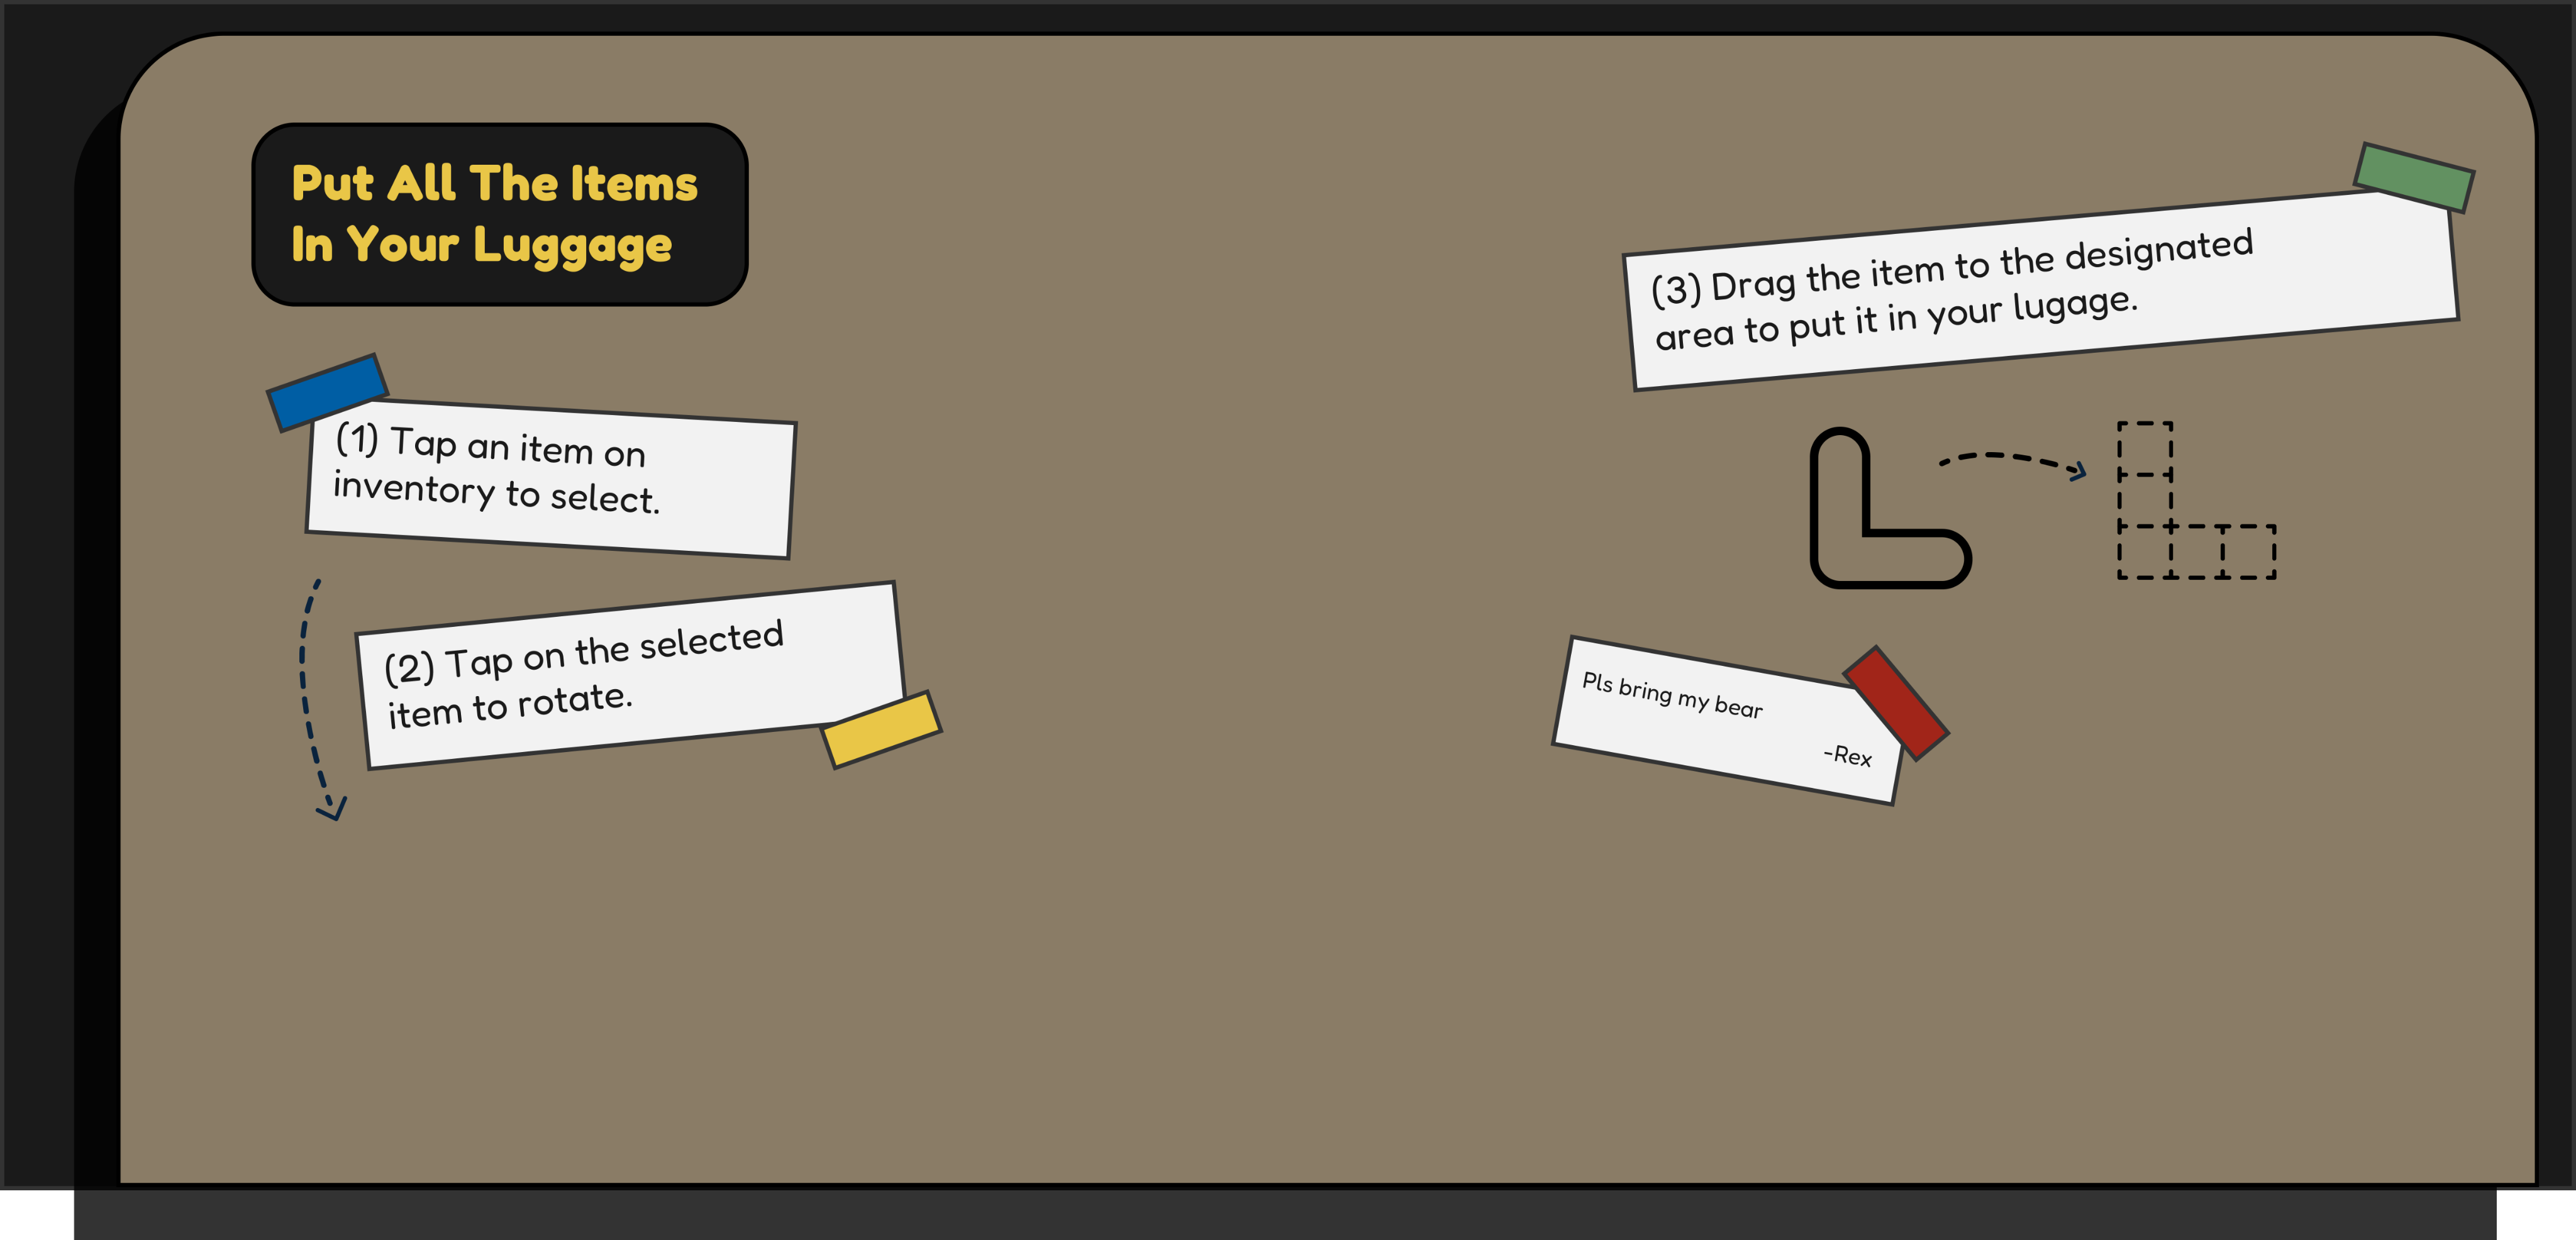 Put All The Items
In Your Luggage
(1) Tap an item on
inventory to select.
(2) Tap on the selected
item to rotate.
(3) Drag the item to the designated
area to put it in your lugage.
Pls bring my bear
-Rex